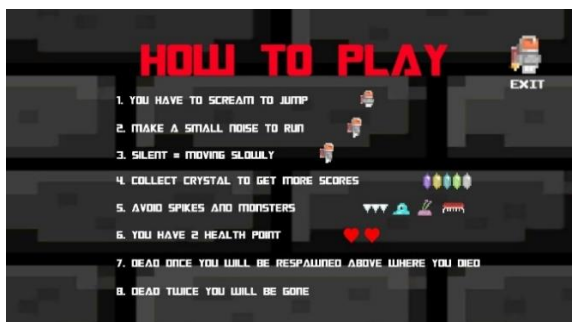 HOW TO PLAY
EXIT
1. YOU HAVE TO SCREAM TO JUMP
2. MAKE A SMALL NOISE TO RUN
3. SILENT = MOVING SLOWLY
4. COLLECT CRYSTAL TO GET MORE SCORES
5. AVOID SPIKES AND MONSTERS
6. YOU HAVE 2 HEALTH POINT
7. DEAD ONCE YOU WILL BE RESPAWNED ABOVE WHERE YOU DIED
8. DEAD TWICE YOU WILL BE GONE